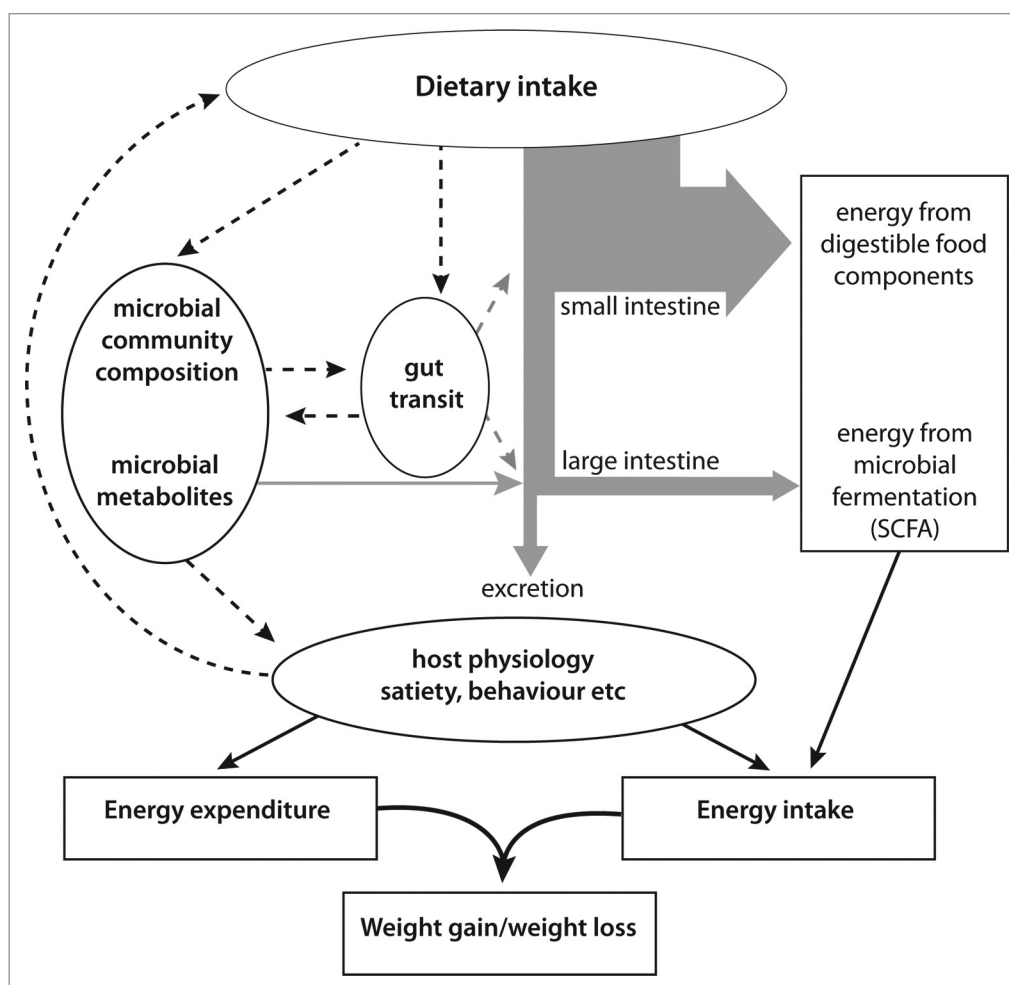 Dietary intake
energy from
digestible food
components
small intestine
microbial
community
composition
gut
transit
microbial
metabolites
large intestine
energy from
microbial
fermentation
(SCFA)
excretion
host physiology
satiety, behaviour etc
Energy expenditure
Energy intake
Weight gain/weight loss